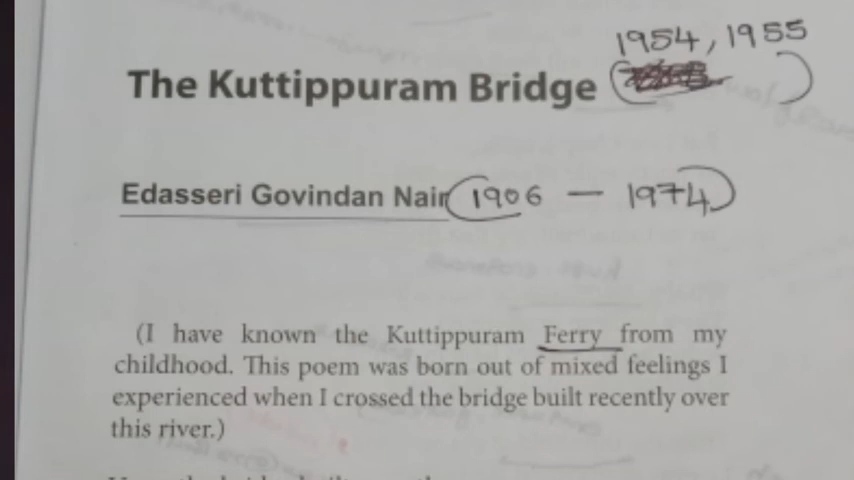 1954, 1955
The Kuttippuram Bridge ( )
Edasseri Govindan Nair (1906 — 1974)
(I have known the Kuttippuram Ferry from my
childhood. This poem was born out of mixed feelings I
experienced when I crossed the bridge built recently over
this river.)